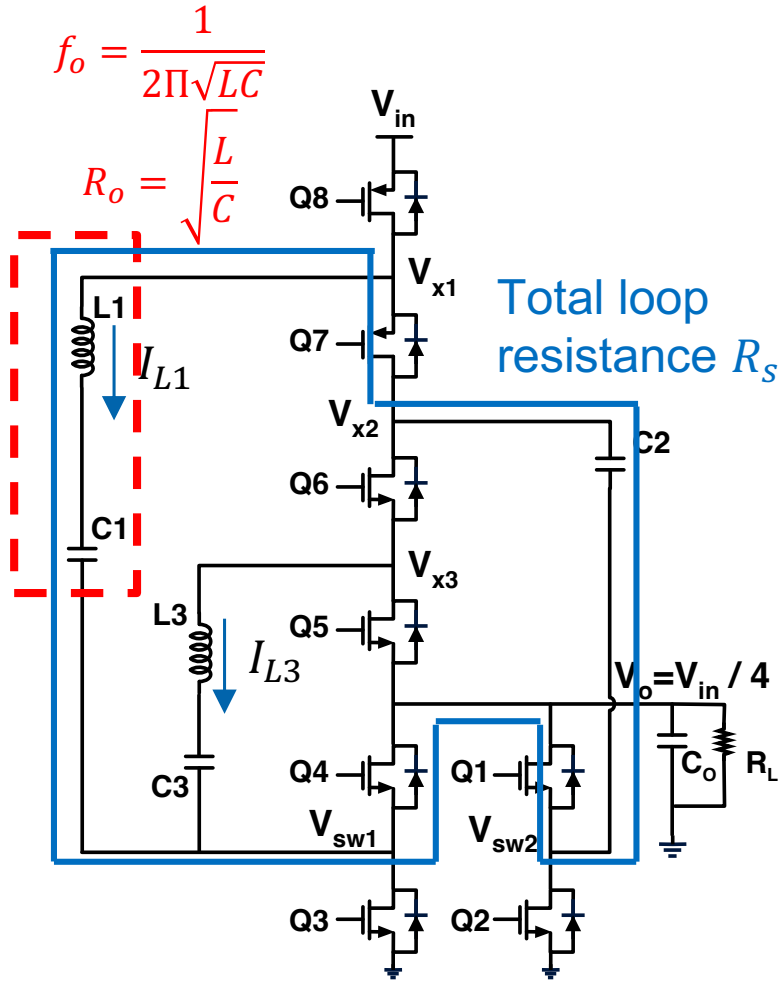 f_o = 1 / 2Π√LC
V_in
R_o = √(L/C)
Q8
V_x1
L1
Total loop
resistance R_s
Q7
I_L1
V_x2
C2
Q6
C1
V_x3
L3
Q5
I_L3
V_o=V_in / 4
C3
Q4
Q1
C_O
R_L
V_sw1
V_sw2
Q3
Q2